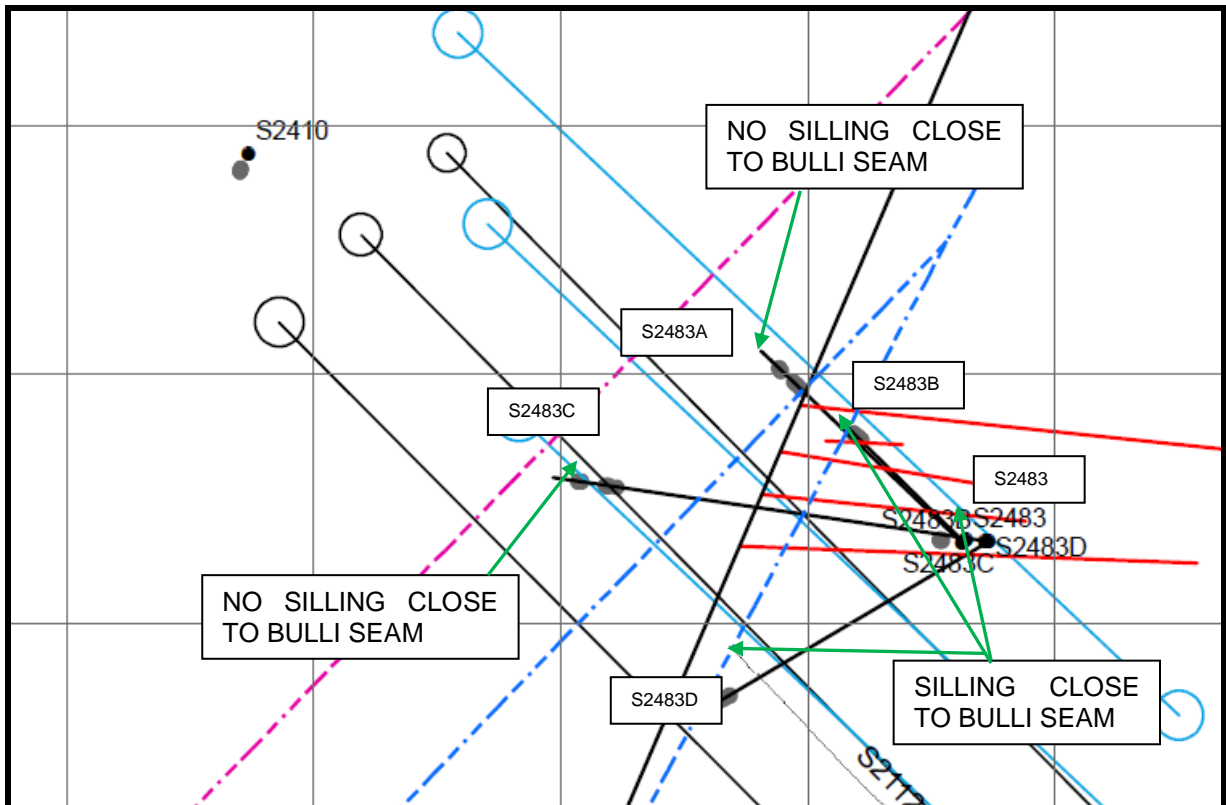 S2410
NO SILLING CLOSE
TO BULLI SEAM
S2483A
S2483B
S2483C
S2483
S2483B
S2483
S2483D
S2483C
NO SILLING CLOSE
TO BULLI SEAM
SILLING CLOSE
TO BULLI SEAM
S2483D
S2112